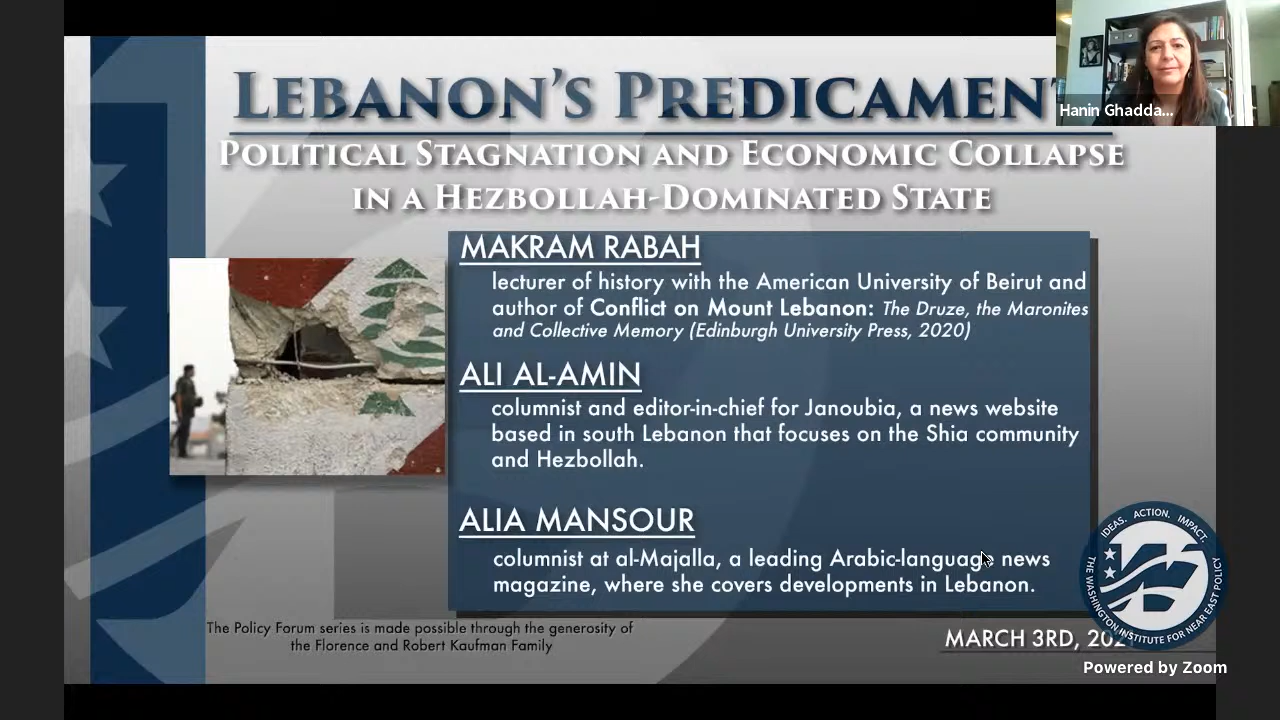 LEBANON'S PREDICAMENT
POLITICAL STAGNATION AND ECONOMIC COLLAPSE
IN A HEZBOLLAH-DOMINATED STATE
Hanin Ghadda...
MAKRAM RABAH
lecturer of history with the American University of Beirut and
author of Conflict on Mount Lebanon: The Druze, the Maronites
and Collective Memory (Edinburgh University Press, 2020)
ALI AL-AMIN
columnist and editor-in-chief for Janoubia, a news website
based in south Lebanon that focuses on the Shia community
and Hezbollah.
ALIA MANSOUR
columnist at al-Majalla, a leading Arabic-language news
magazine, where she covers developments in Lebanon.
IDEAS. ACTION. IMPACT.
THE WASHINGTON INSTITUTE FOR NEAR EAST POLICY
The Policy Forum series is made possible through the generosity of
the Florence and Robert Kaufman Family
MARCH 3RD,
Powered by Zoom